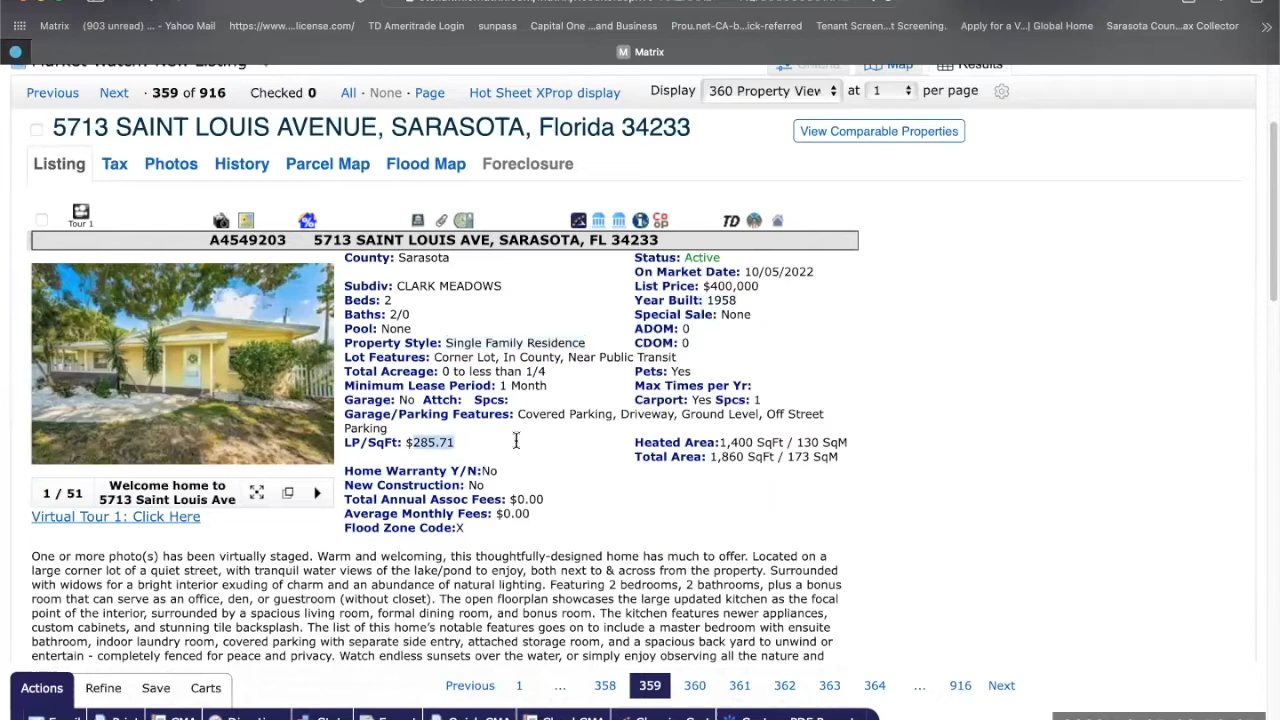 Matrix (903 unread) ... - Yahoo Mail https://www....license.com/ TD Ameritrade Login sunpass Capital One ...and Business Prou.net-CA-b...ick-referred Tenant Screen...t Screening. Apply for a V...| Global Home Sarasota Coun...ax Collector
M Matrix
Map Results
Previous Next · 359 of 916 Checked 0 All · None · Page Hot Sheet XProp display Display 360 Property View at 1 per page
5713 SAINT LOUIS AVENUE, SARASOTA, Florida 34233
View Comparable Properties
Listing Tax Photos History Parcel Map Flood Map Foreclosure
Tour 1 TD
A4549203 5713 SAINT LOUIS AVE, SARASOTA, FL 34233
County: Sarasota Status: Active
On Market Date: 10/05/2022
Subdiv: CLARK MEADOWS List Price: $400,000
Beds: 2 Year Built: 1958
Baths: 2/0 Special Sale: None
Pool: None ADOM: 0
Property Style: Single Family Residence CDOM: 0
Lot Features: Corner Lot, In County, Near Public Transit
Total Acreage: 0 to less than 1/4 Pets: Yes
Minimum Lease Period: 1 Month Max Times per Yr:
Garage: No Attch: Spcs: Carport: Yes Spcs: 1
Garage/Parking Features: Covered Parking, Driveway, Ground Level, Off Street
Parking
LP/SqFt: $285.71 Heated Area:1,400 SqFt / 130 SqM
Total Area: 1,860 SqFt / 173 SqM
Home Warranty Y/N:No
New Construction: No
Total Annual Assoc Fees: $0.00
Average Monthly Fees: $0.00
Flood Zone Code:X
1 / 51 Welcome home to
5713 Saint Louis Ave
Virtual Tour 1: Click Here
One or more photo(s) has been virtually staged. Warm and welcoming, this thoughtfully-designed home has much to offer. Located on a
large corner lot of a quiet street, with tranquil water views of the lake/pond to enjoy, both next to & across from the property. Surrounded
with widows for a bright interior exuding of charm and an abundance of natural lighting. Featuring 2 bedrooms, 2 bathrooms, plus a bonus
room that can serve as an office, den, or guestroom (without closet). The open floorplan showcases the large updated kitchen as the focal
point of the interior, surrounded by a spacious living room, formal dining room, and bonus room. The kitchen features newer appliances,
custom cabinets, and stunning tile backsplash. The list of this home's notable features goes on to include a master bedroom with ensuite
bathroom, indoor laundry room, covered parking with separate side entry, attached storage room, and a spacious back yard to unwind or
entertain - completely fenced for peace and privacy. Watch endless sunsets over the water, or simply enjoy observing all the nature and
Actions Refine Save Carts Previous 1 ... 358 359 360 361 362 363 364 ... 916 Next